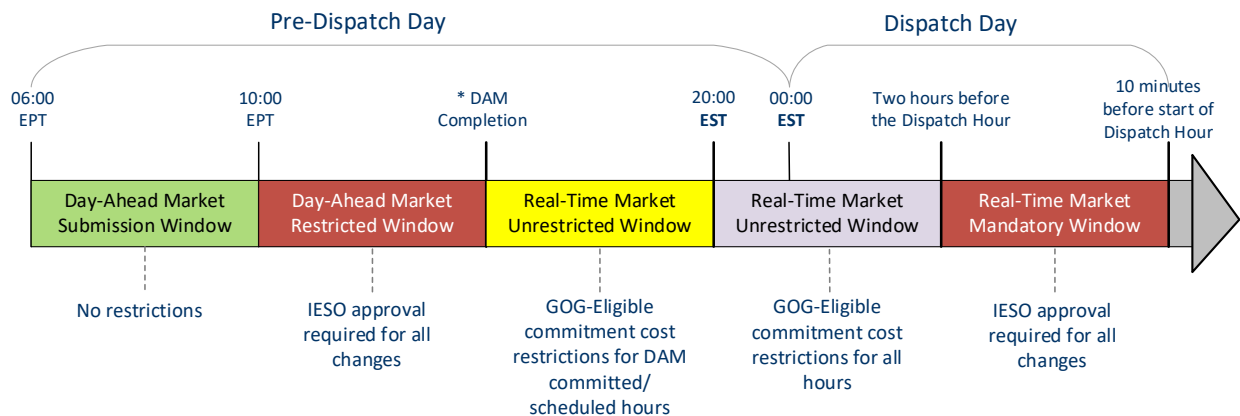 Pre-Dispatch Day
Dispatch Day
06:00
EPT
10:00
EPT
* DAM
Completion
20:00
EST
00:00
EST
Two hours before
the Dispatch Hour
10 minutes
before start of
Dispatch Hour
Day-Ahead Market
Submission Window
Day-Ahead Market
Restricted Window
Real-Time Market
Unrestricted Window
Real-Time Market
Unrestricted Window
Real-Time Market
Mandatory Window
No restrictions
IESO approval
required for all
changes
GOG-Eligible
commitment cost
restrictions for DAM
committed/
scheduled hours
GOG-Eligible
commitment cost
restrictions for all
hours
IESO approval
required for all
changes